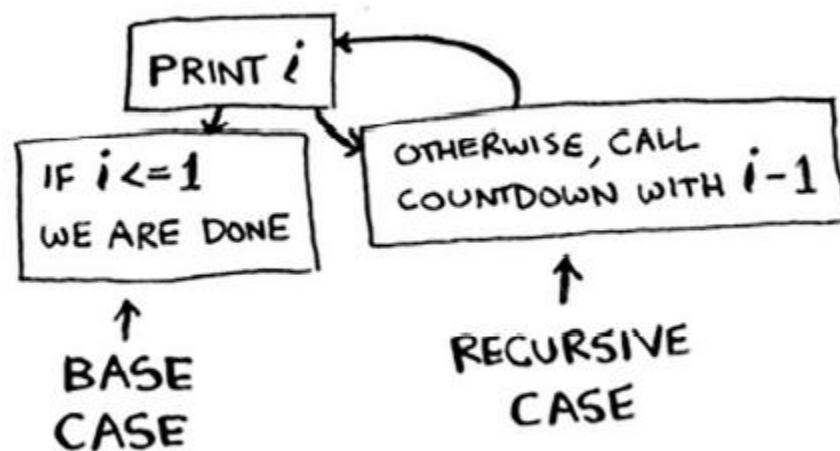 PRINT i
IF i<=1
WE ARE DONE
OTHERWISE, CALL
COUNTDOWN WITH i-1
BASE
CASE
RECURSIVE
CASE